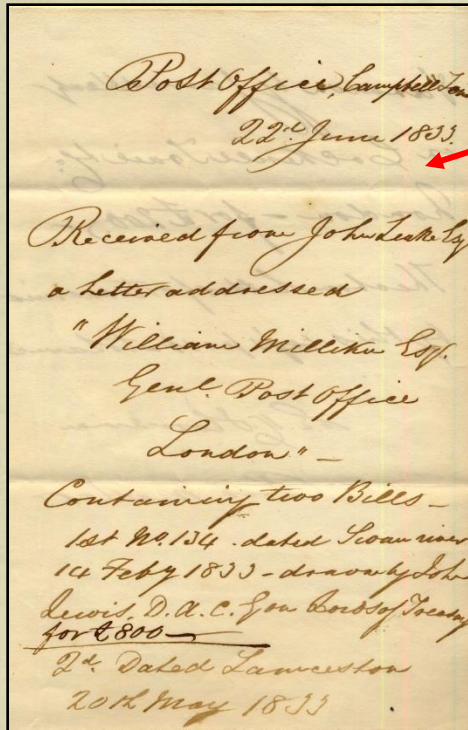 Post Office, Campbell Town
22d. June 1833.
Received from John Leake Esq
a letter addressed
"William Milliken Esqr.
Genl. Post Office
London" –
Containing two Bills –
1st No. 134. dated Swan river
14 Feby 1833 – drawn by John
Lewis, D. A. C. G. on Lords of Treasury
for £800 –
2d. Dated Launceston
20th May 1833